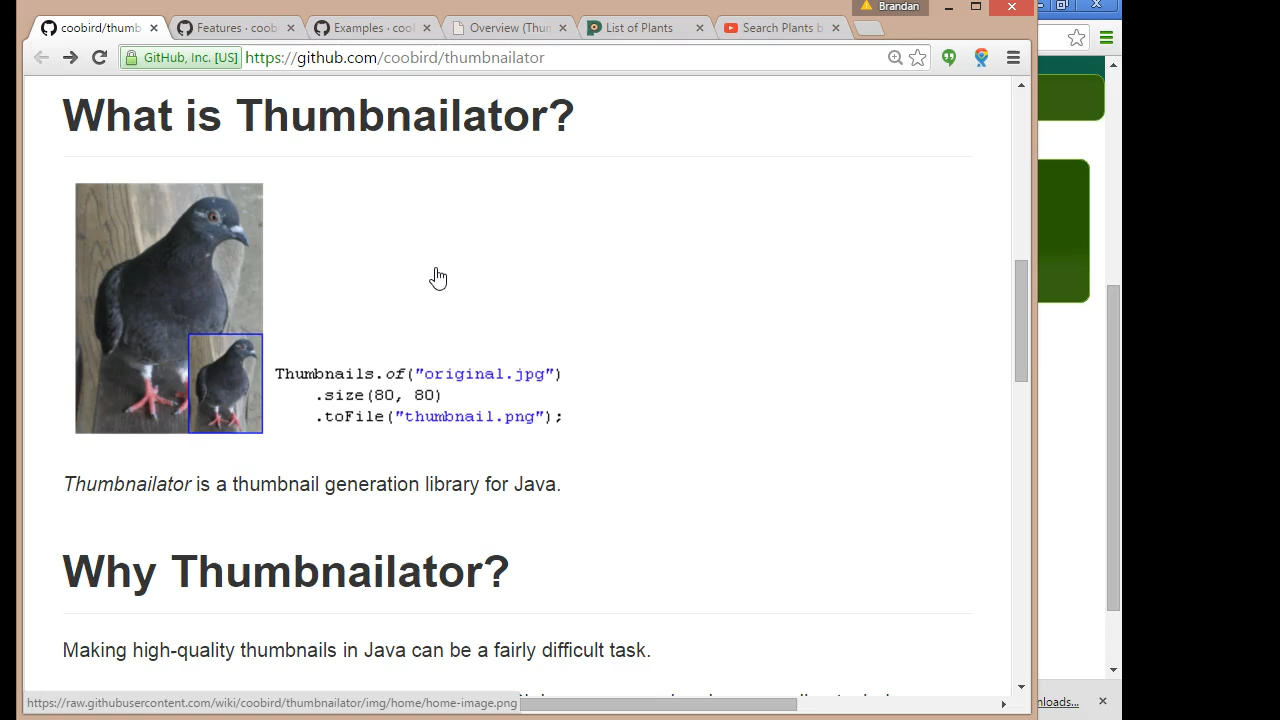 Brandan
coobird/thumb
Features · coob
Examples · coo
Overview (Thun
List of Plants
Search Plants b
GitHub, Inc. [US]
https://github.com/coobird/thumbnailator
What is Thumbnailator?
Thumbnails.of("original.jpg")
.size(80, 80)
.toFile("thumbnail.png");
Thumbnailator is a thumbnail generation library for Java.
Why Thumbnailator?
Making high-quality thumbnails in Java can be a fairly difficult task.
https://raw.githubusercontent.com/wiki/coobird/thumbnailator/img/home/home-image.png
nloads...